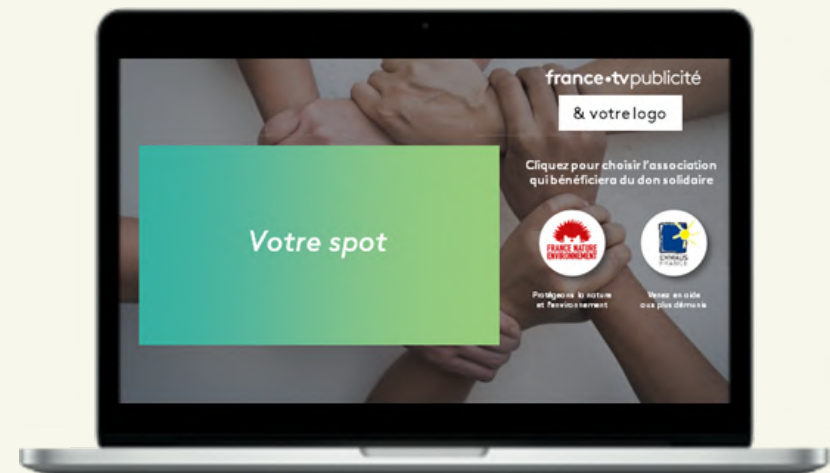 france•tvpublicité
& votre logo
Cliquez pour choisir l'association
qui bénéficiera du don solidaire
Votre spot
FRANCE NATURE
ENVIRONNEMENT
EMMAÜS
FRANCE
Protégeons la nature
et l'environnement
Venez en aide
aux plus démunis